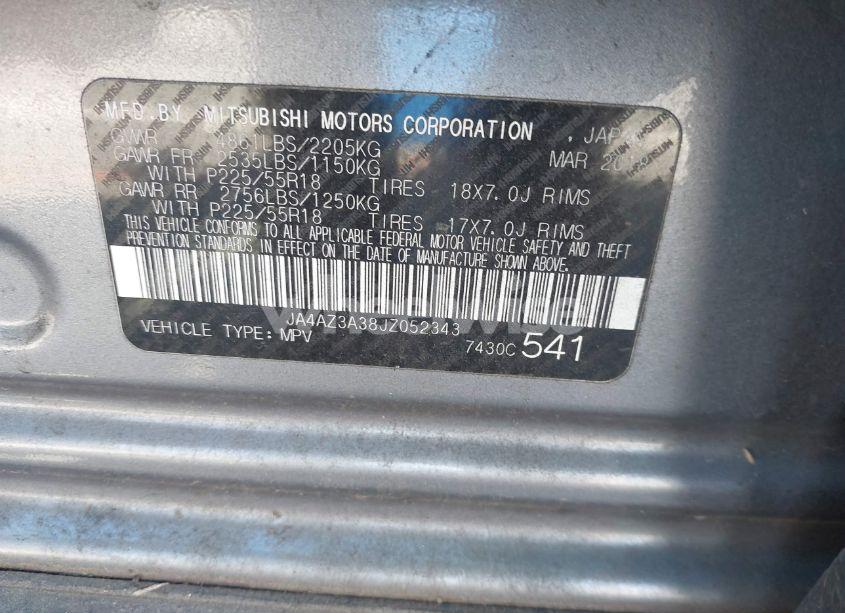 MFD.BY MITSUBISHI MOTORS CORPORATION , JAPAN
GVWR 4861LBS/2205KG MAR
GAWR FR 2535LBS/1150KG
WITH P225/55R18 TIRES 18X7.0J RIMS
GAWR RR 2756LBS/1250KG
WITH P225/55R18 TIRES 17X7.0J RIMS
THIS VEHICLE CONFORMS TO ALL APPLICABLE FEDERAL MOTOR VEHICLE SAFETY AND THEFT
PREVENTION STANDARDS IN EFFECT ON THE DATE OF MANUFACTURE SHOWN ABOVE.
JA4AZ3A38JZ052343
VEHICLE TYPE: MPV 7430C 541